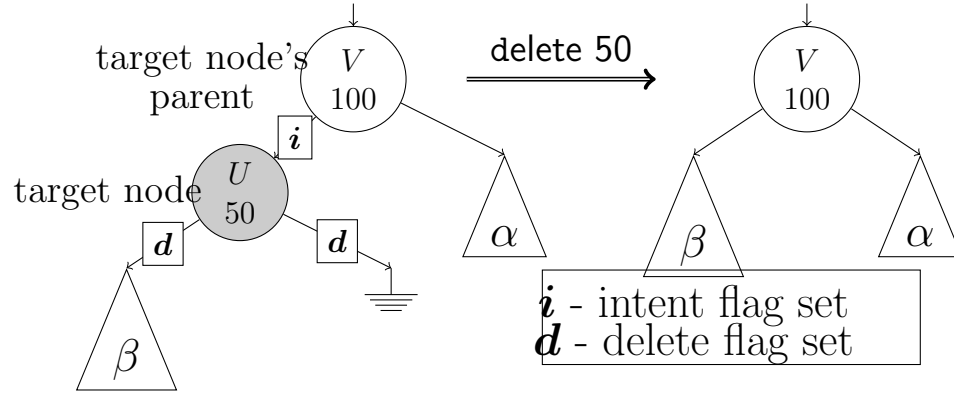 target node's
parent
V
100
i
target node
U
50
d
d
β
α
delete 50
V
100
β
α
i - intent flag set
d - delete flag set